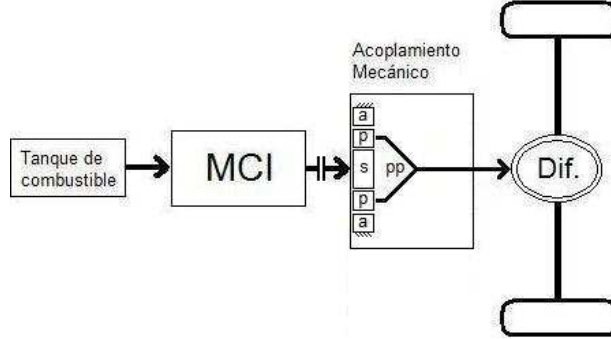 Acoplamiento
Mecánico
Tanque de
combustible
MCI
a
p
s
pp
p
a
Dif.